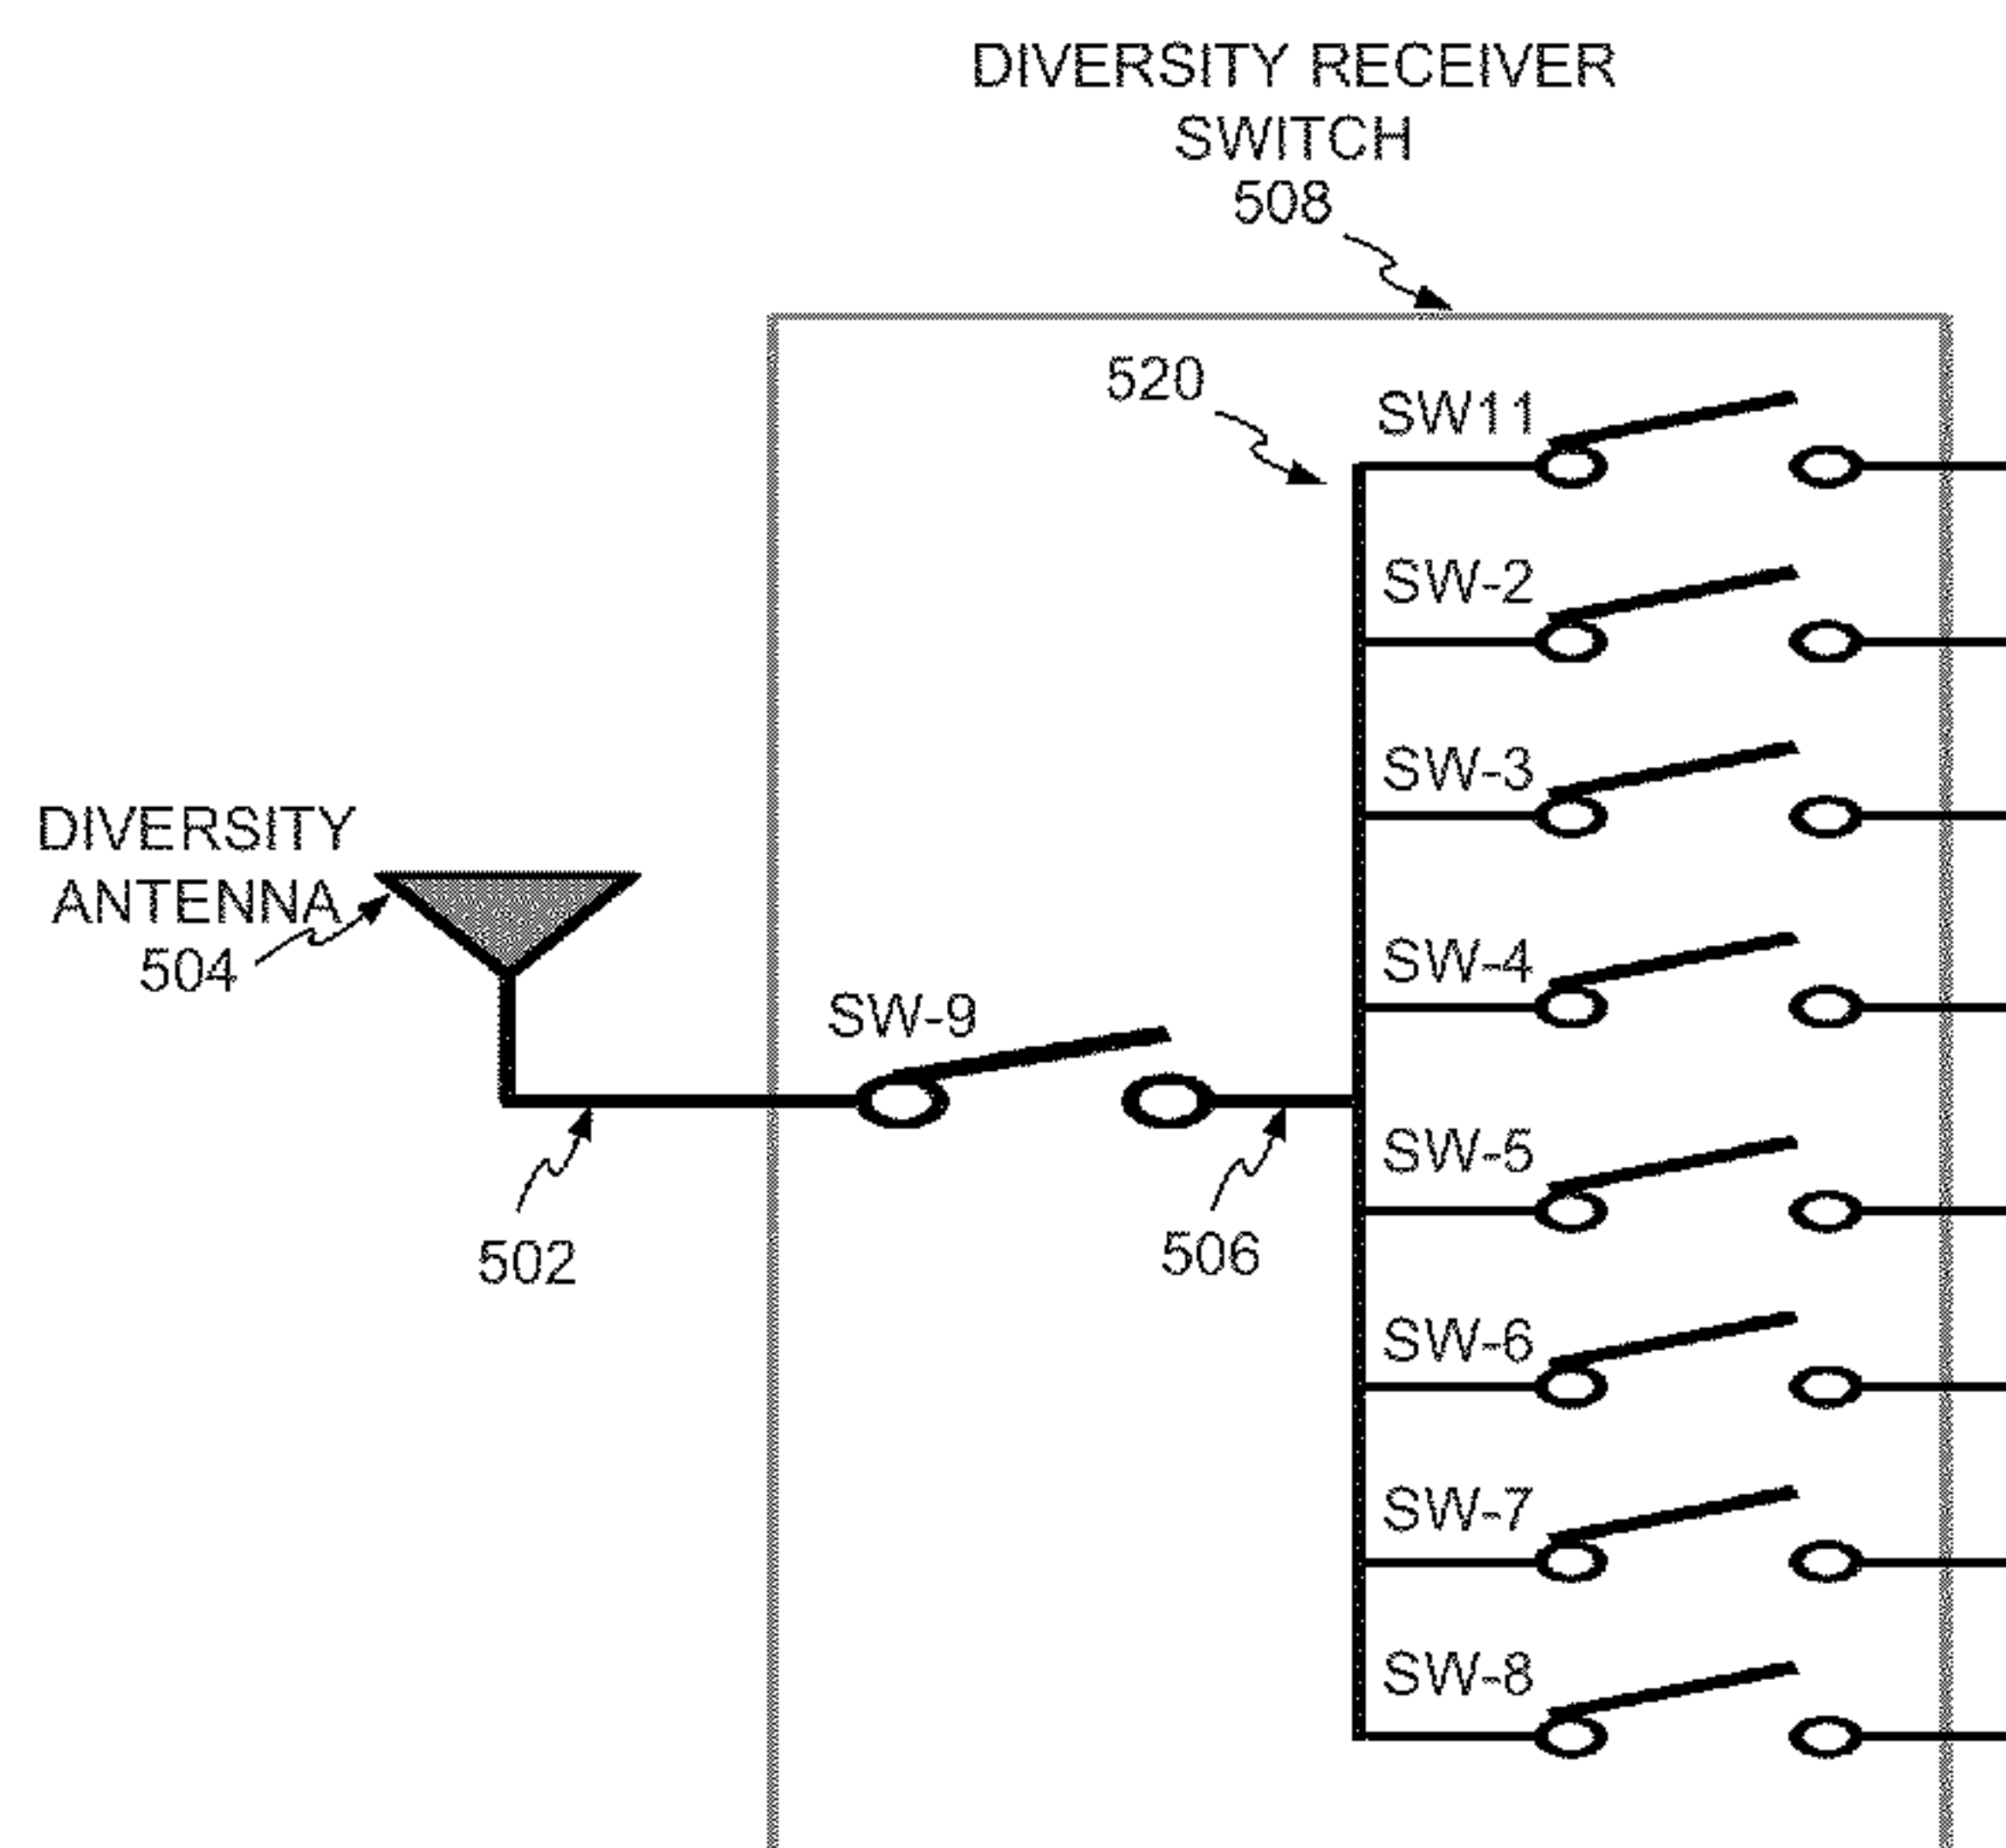 DIVERSITY RECEIVER
SWITCH
508
520
SW11
SW-2
SW-3
DIVERSITY
ANTENNA
504
SW-4
SW-9
SW-5
502
506
SW-6
SW-7
SW-8